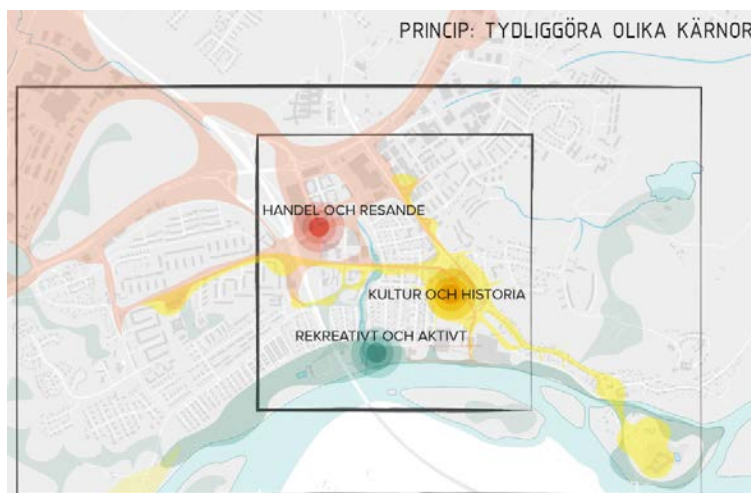 PRINCIP: TYDLIGGÖRA OLIKA KÄRNOR
HANDEL OCH RESANDE
KULTUR OCH HISTORIA
REKREATIVT OCH AKTIVT